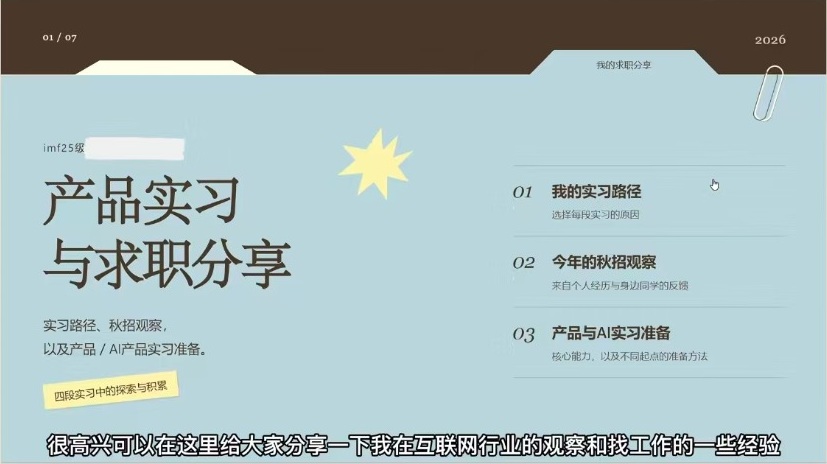 01 / 07
2026
我的求职分享
imf25级
产品实习
与求职分享
实习路径、秋招观察，
以及产品 / AI产品实习准备。
四段实习中的探索与积累
01 我的实习路径
选择每段实习的原因
02 今年的秋招观察
来自个人经历与身边同学的反馈
03 产品与AI实习准备
核心能力，以及不同起点的准备方法
很高兴可以在这里给大家分享一下我在互联网行业的观察和找工作的一些经验